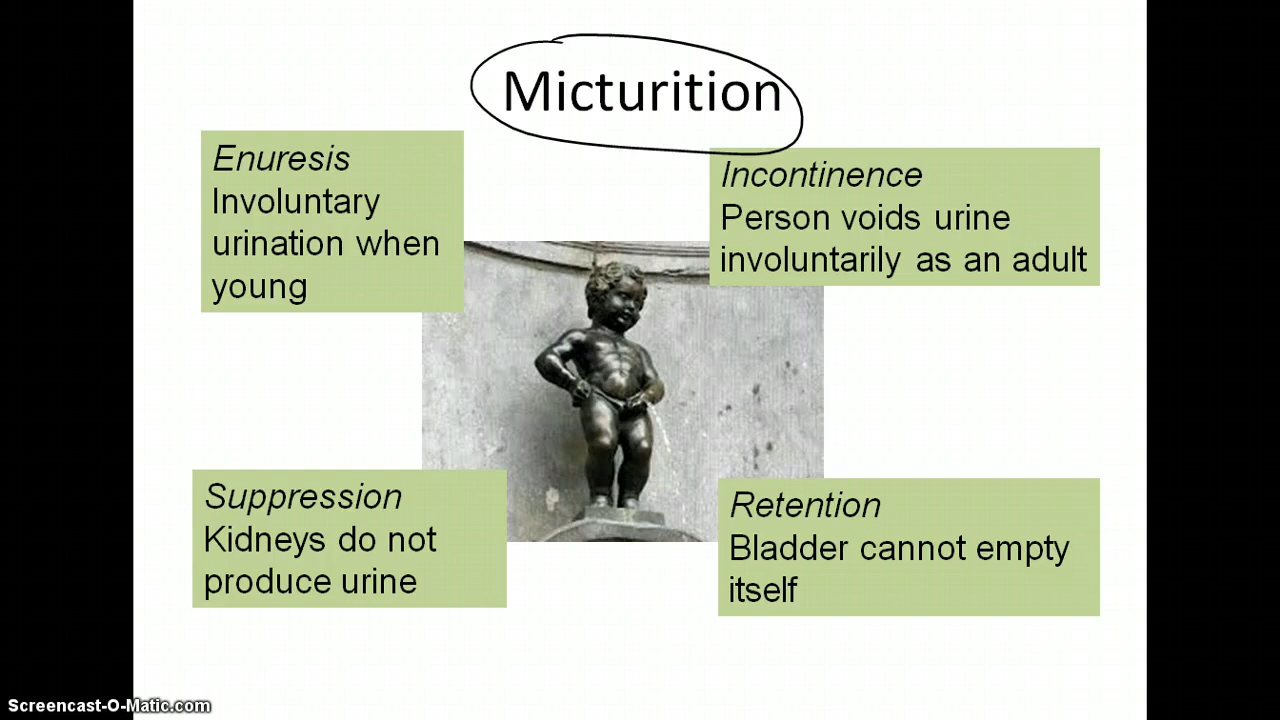 Micturition
Enuresis
Involuntary
urination when
young
Incontinence
Person voids urine
involuntarily as an adult
Suppression
Kidneys do not
produce urine
Retention
Bladder cannot empty
itself
Screencast-O-Matic.com